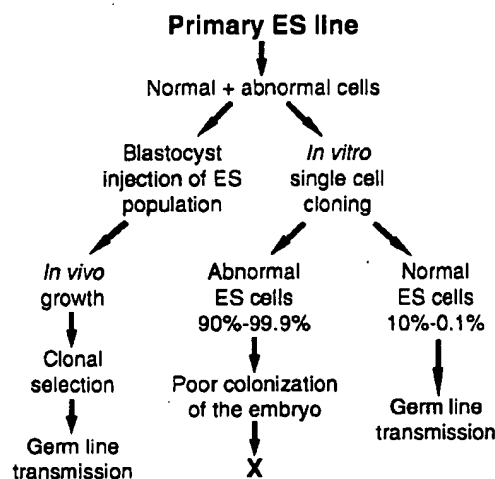 Primary ES line
Normal + abnormal cells
Blastocyst
injection of ES
population
In vitro
single cell
cloning
In vivo
growth
Abnormal
ES cells
90%-99.9%
Normal
ES cells
10%-0.1%
Clonal
selection
Poor colonization
of the embryo
Germ line
transmission
Germ line
transmission
X